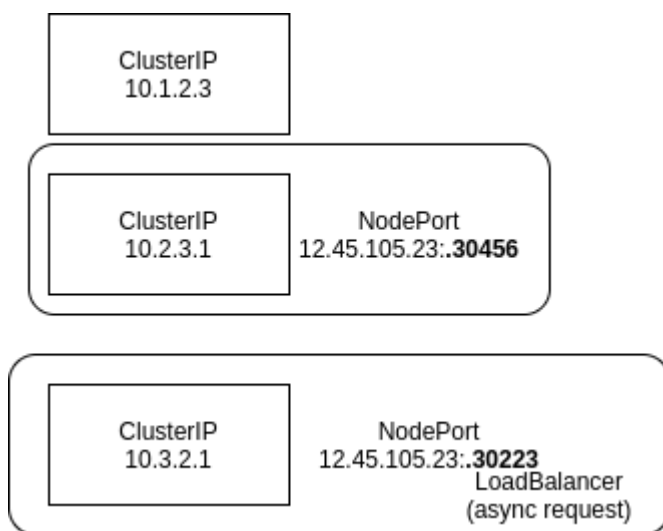 ClusterIP
10.1.2.3
ClusterIP
10.2.3.1
NodePort
12.45.105.23:.30456
ClusterIP
10.3.2.1
NodePort
12.45.105.23:.30223
LoadBalancer
(async request)